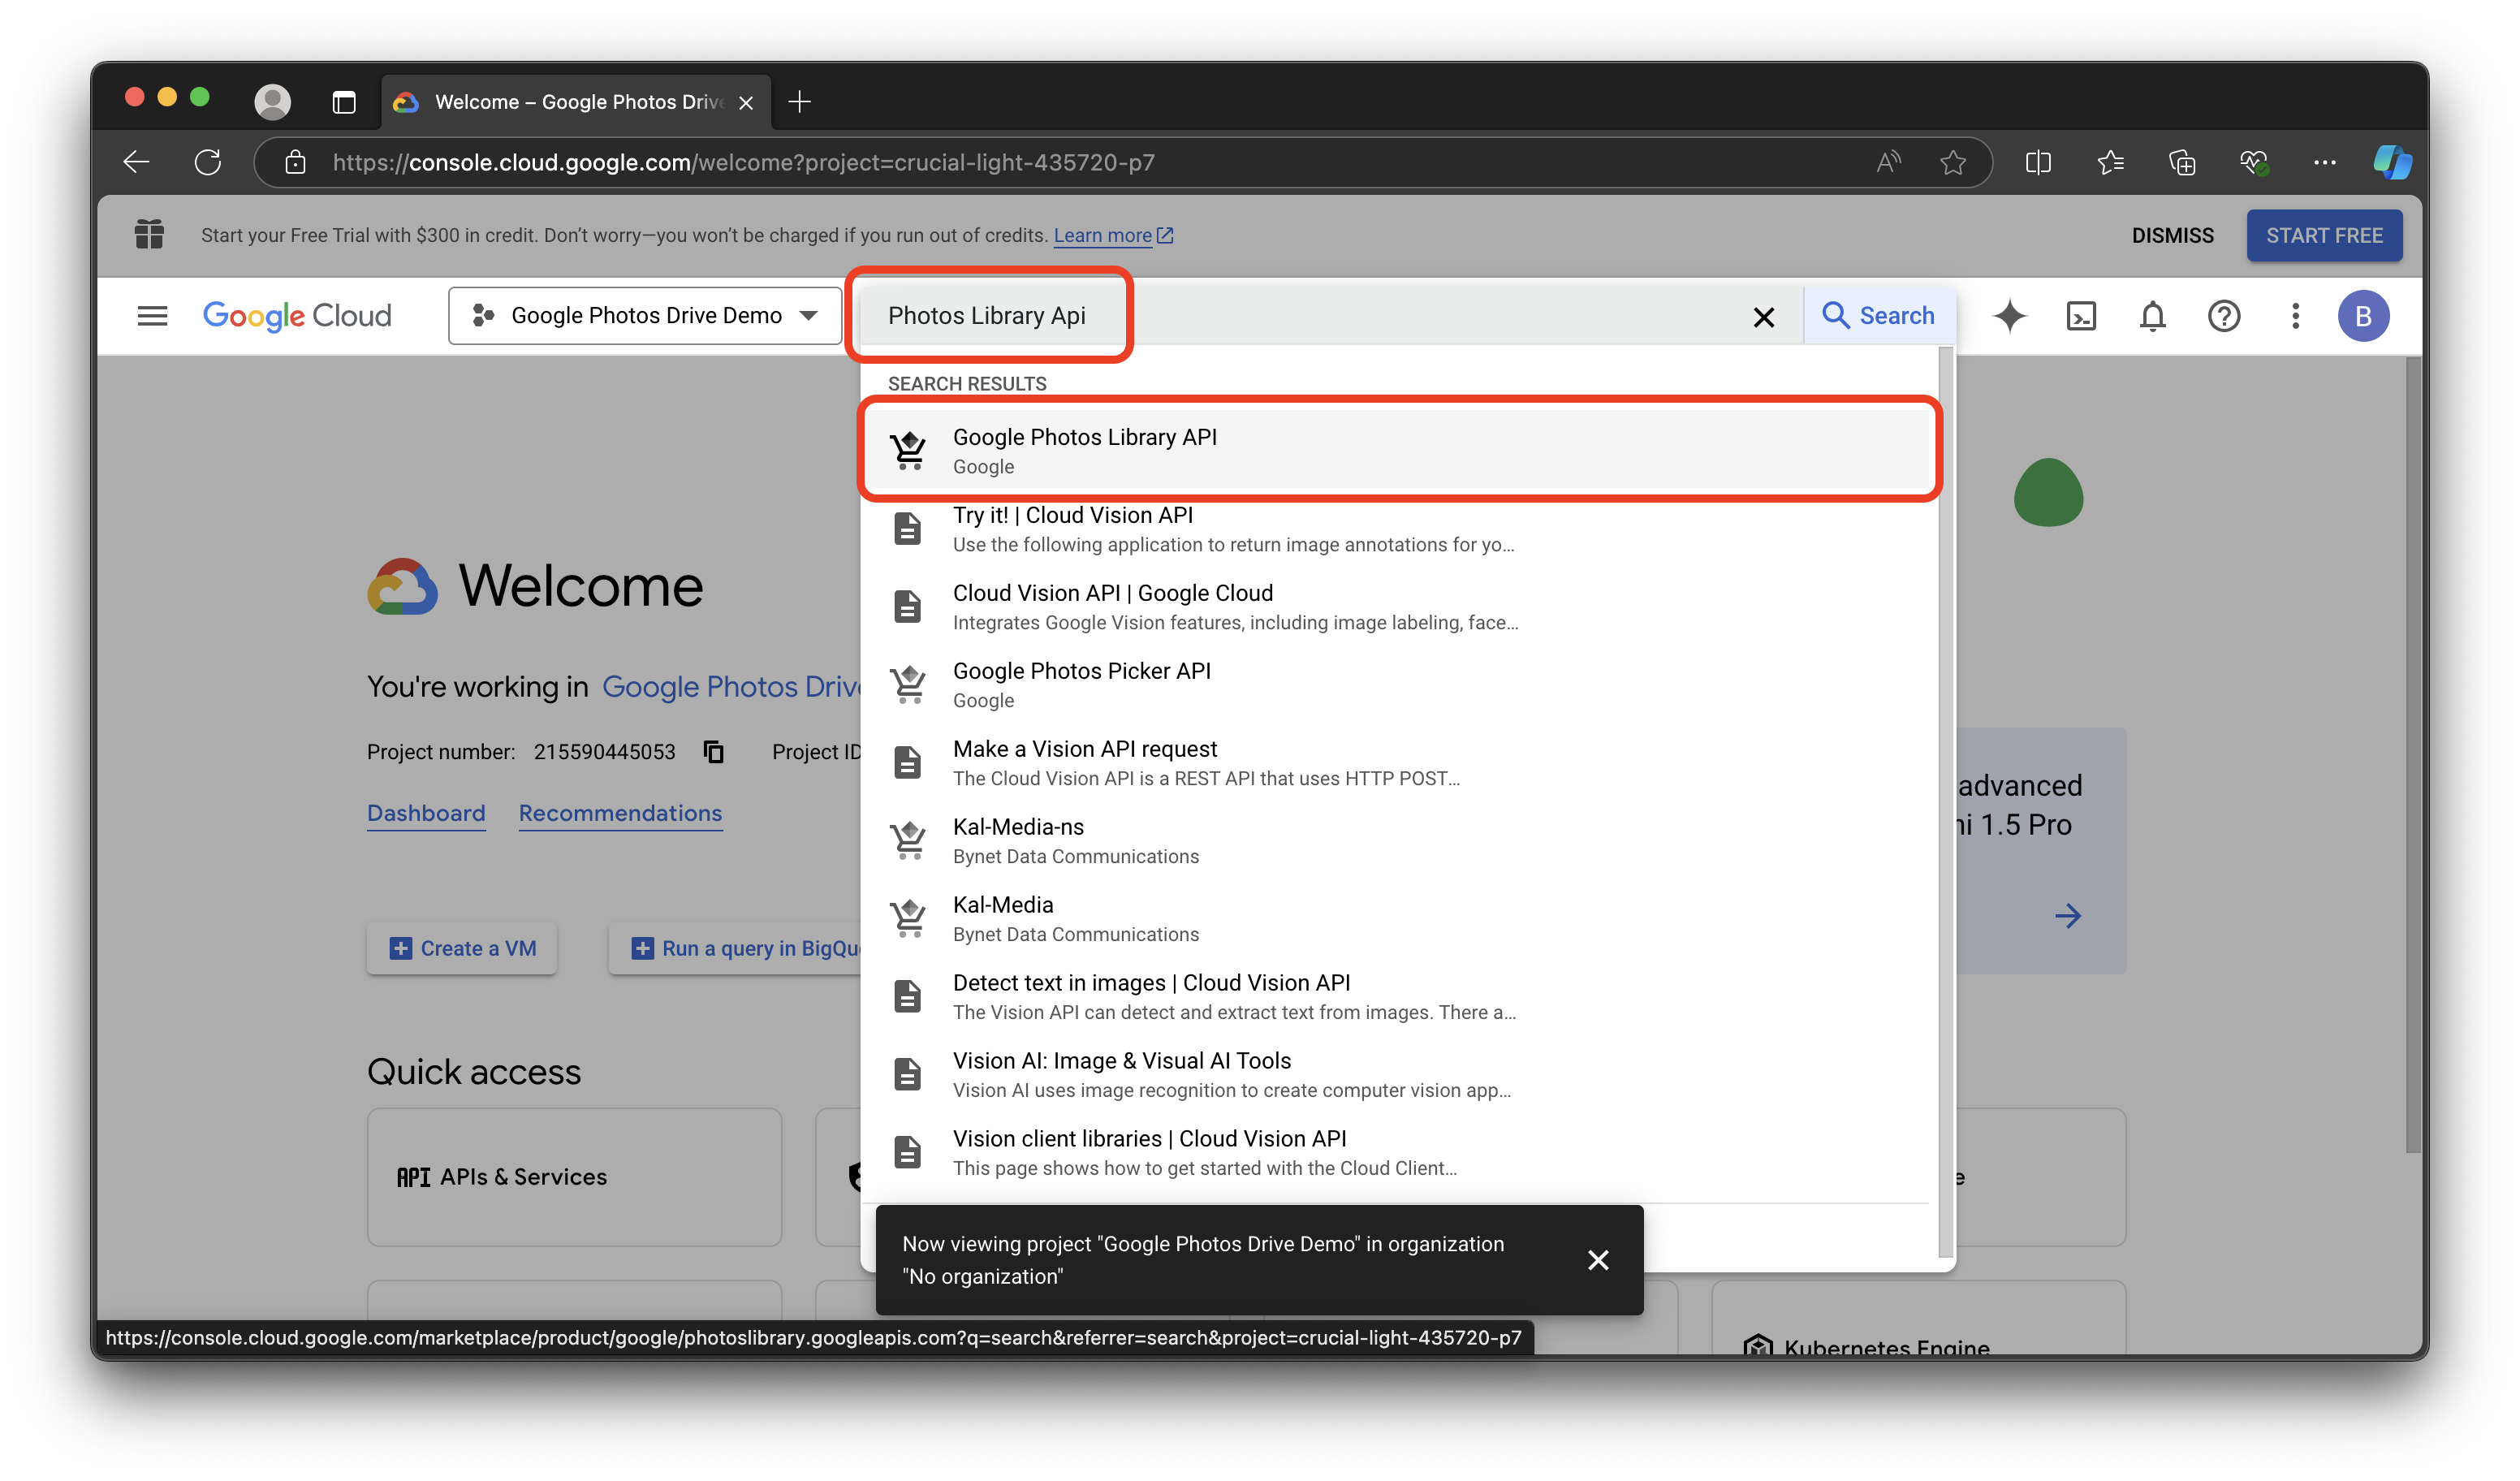 Welcome – Google Photos Driv
https://console.cloud.google.com/welcome?project=crucial-light-435720-p7
Start your Free Trial with $300 in credit. Don’t worry—you won’t be charged if you run out of credits. Learn more
DISMISS
START FREE
Google Cloud
Google Photos Drive Demo
Photos Library Api
Search
B
SEARCH RESULTS
Google Photos Library API
Google
Try it! | Cloud Vision API
Use the following application to return image annotations for yo...
Cloud Vision API | Google Cloud
Integrates Google Vision features, including image labeling, face...
Google Photos Picker API
Google
Make a Vision API request
The Cloud Vision API is a REST API that uses HTTP POST...
Kal-Media-ns
Bynet Data Communications
Kal-Media
Bynet Data Communications
Detect text in images | Cloud Vision API
The Vision API can detect and extract text from images. There a...
Vision AI: Image & Visual AI Tools
Vision AI uses image recognition to create computer vision app...
Vision client libraries | Cloud Vision API
This page shows how to get started with the Cloud Client...
Welcome
You're working in Google Photos Driv
Project number: 215590445053
Project ID
Dashboard
Recommendations
advanced
ni 1.5 Pro
Create a VM
Run a query in BigQu
Quick access
API APIs & Services
e
Now viewing project "Google Photos Drive Demo" in organization
"No organization"
Kubernetes Engine
https://console.cloud.google.com/marketplace/product/google/photoslibrary.googleapis.com?q=search&referrer=search&project=crucial-light-435720-p7